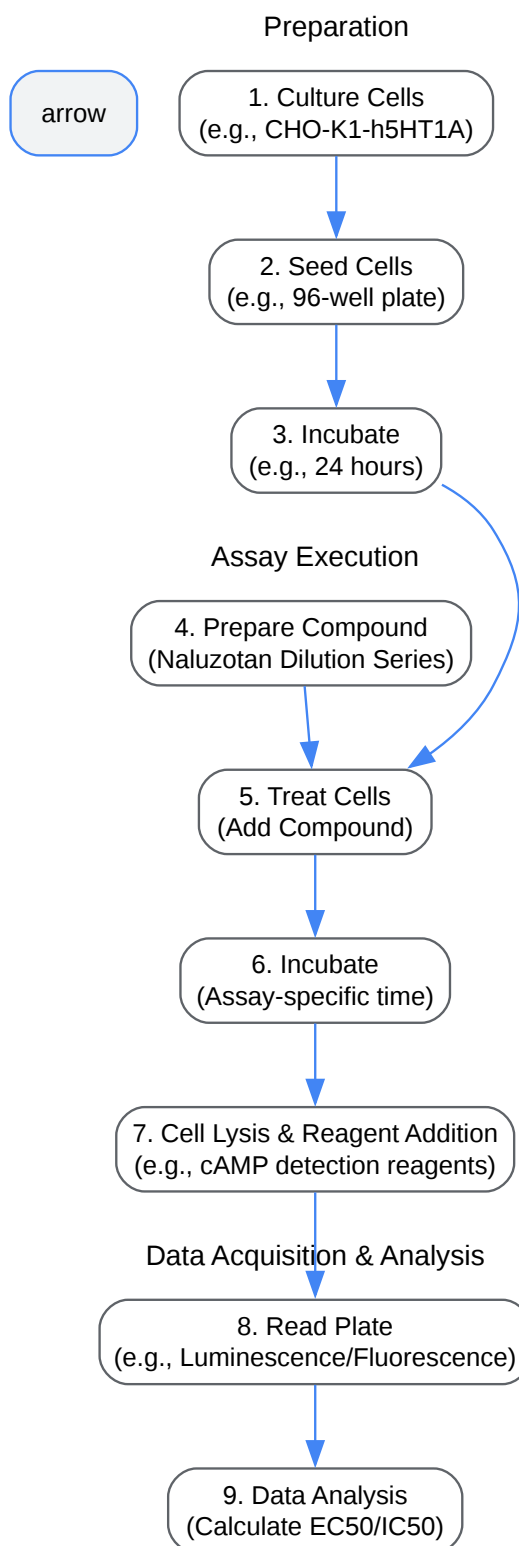 Preparation
arrow
1. Culture Cells
(e.g., CHO-K1-h5HT1A)
2. Seed Cells
(e.g., 96-well plate)
3. Incubate
(e.g., 24 hours)
Assay Execution
4. Prepare Compound
(Naluzotan Dilution Series)
5. Treat Cells
(Add Compound)
6. Incubate
(Assay-specific time)
7. Cell Lysis & Reagent Addition
(e.g., cAMP detection reagents)
Data Acquisition & Analysis
8. Read Plate
(e.g., Luminescence/Fluorescence)
9. Data Analysis
(Calculate EC50/IC50)